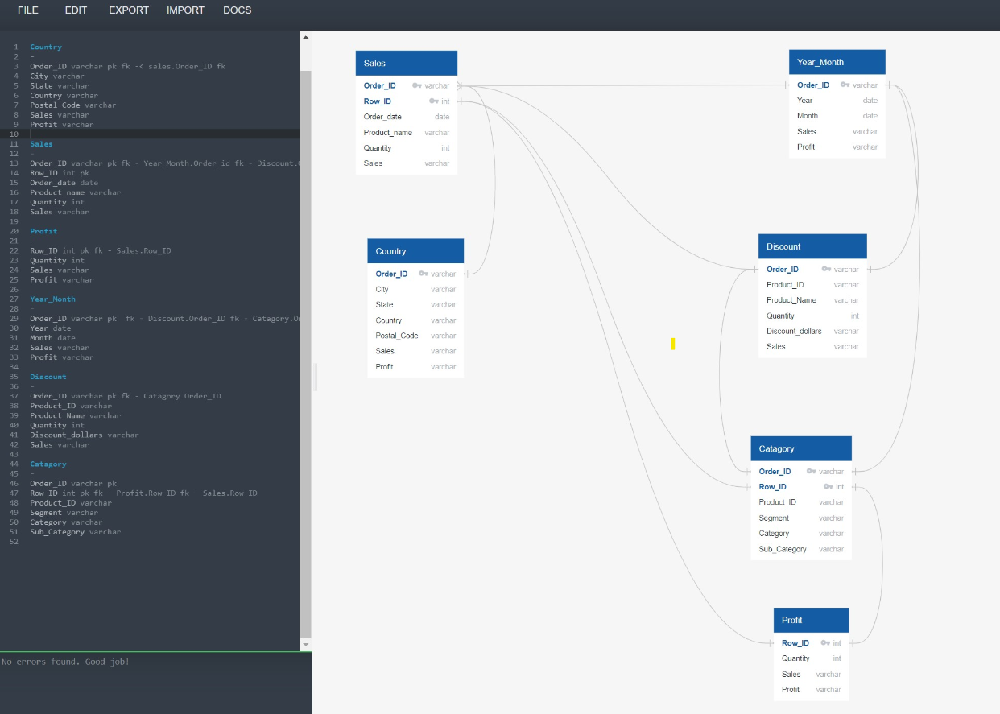 FILE EDIT EXPORT IMPORT DOCS
1 Country
2 -
3 Order_ID varchar pk fk -< sales.Order_ID fk
4 City varchar
5 State varchar
6 Country varchar
7 Postal_Code varchar
8 Sales varchar
9 Profit varchar
10
11 Sales
12 -
13 Order_ID varchar pk fk - Year_Month.Order_id fk - Discount.
14 Row_ID int pk
15 Order_date date
16 Product_name varchar
17 Quantity int
18 Sales varchar
19
20 Profit
21 -
22 Row_ID int pk fk - Sales.Row_ID
23 Quantity int
24 Sales varchar
25 Profit varchar
26
27 Year_Month
28 -
29 Order_ID varchar pk  fk - Discount.Order_ID fk - Catagory.O
30 Year date
31 Month date
32 Sales varchar
33 Profit varchar
34
35 Discount
36 -
37 Order_ID varchar pk fk - Catagory.Order_ID
38 Product_ID varchar
39 Product_Name varchar
40 Quantity int
41 Discount_dollars varchar
42 Sales varchar
43
44 Catagory
45 -
46 Order_ID varchar pk
47 Row_ID int pk fk - Profit.Row_ID fk - Sales.Row_ID
48 Product_ID varchar
49 Segment varchar
50 Category varchar
51 Sub_Category varchar
52
No errors found. Good job!
Sales
Order_ID varchar
Row_ID int
Order_date date
Product_name varchar
Quantity int
Sales varchar
Year_Month
Order_ID varchar
Year date
Month date
Sales varchar
Profit varchar
Country
Order_ID varchar
City varchar
State varchar
Country varchar
Postal_Code varchar
Sales varchar
Profit varchar
Discount
Order_ID varchar
Product_ID varchar
Product_Name varchar
Quantity int
Discount_dollars varchar
Sales varchar
Catagory
Order_ID varchar
Row_ID int
Product_ID varchar
Segment varchar
Category varchar
Sub_Category varchar
Profit
Row_ID int
Quantity int
Sales varchar
Profit varchar